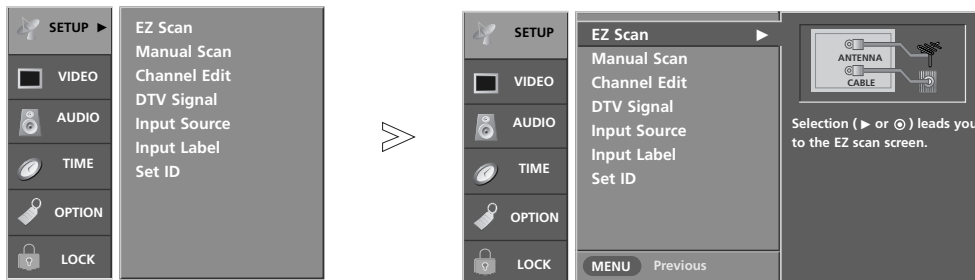 SETUP ►
VIDEO
AUDIO
TIME
OPTION
LOCK
EZ Scan
Manual Scan
Channel Edit
DTV Signal
Input Source
Input Label
Set ID
SETUP
VIDEO
AUDIO
TIME
OPTION
LOCK
EZ Scan ►
Manual Scan
Channel Edit
DTV Signal
Input Source
Input Label
Set ID
MENU Previous
ANTENNA
CABLE
Selection ( ► or ◉ ) leads you
to the EZ scan screen.